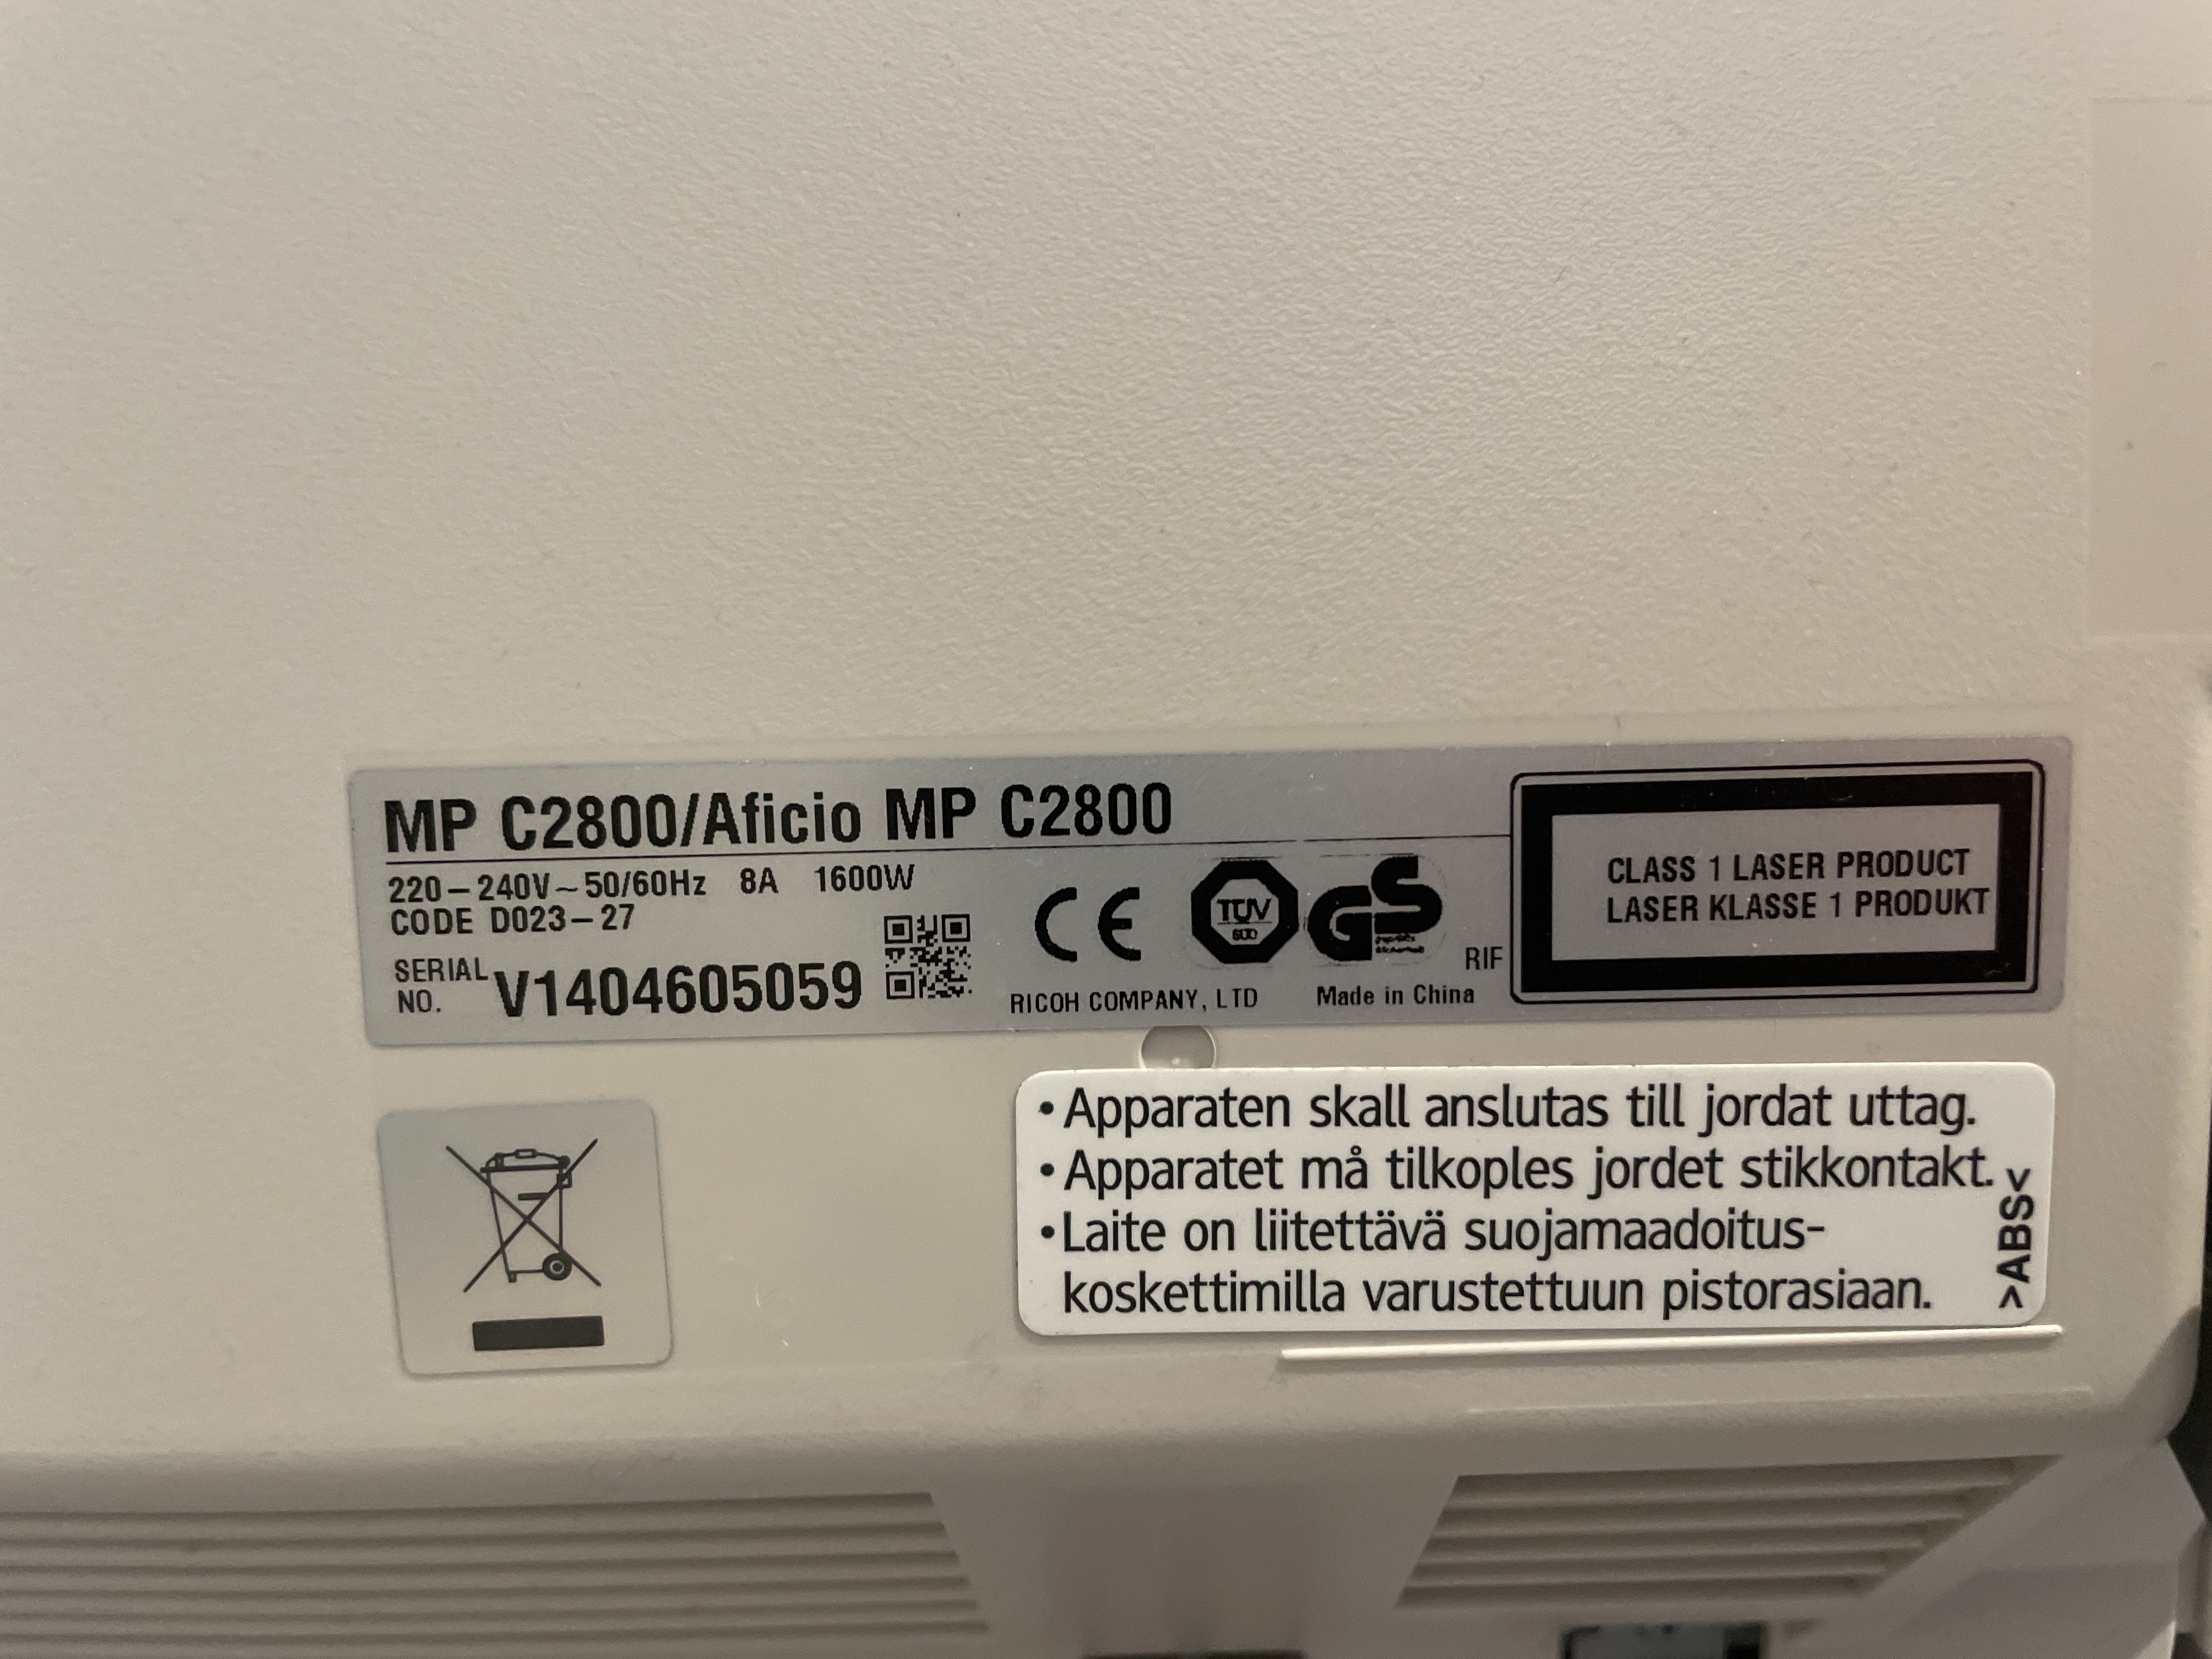 MP C2800/Aficio MP C2800
220–240V~50/60Hz 8A 1600W
CODE D023–27
SERIAL NO. V1404605059
CE
TÜV
GS
RIF
RICOH COMPANY, LTD
Made in China
CLASS 1 LASER PRODUCT
LASER KLASSE 1 PRODUKT
•Apparaten skall anslutas till jordat uttag.
•Apparatet må tilkoples jordet stikkontakt.
•Laite on liitettävä suojamaadoitus-
koskettimilla varustettuun pistorasiaan.
>ABS<